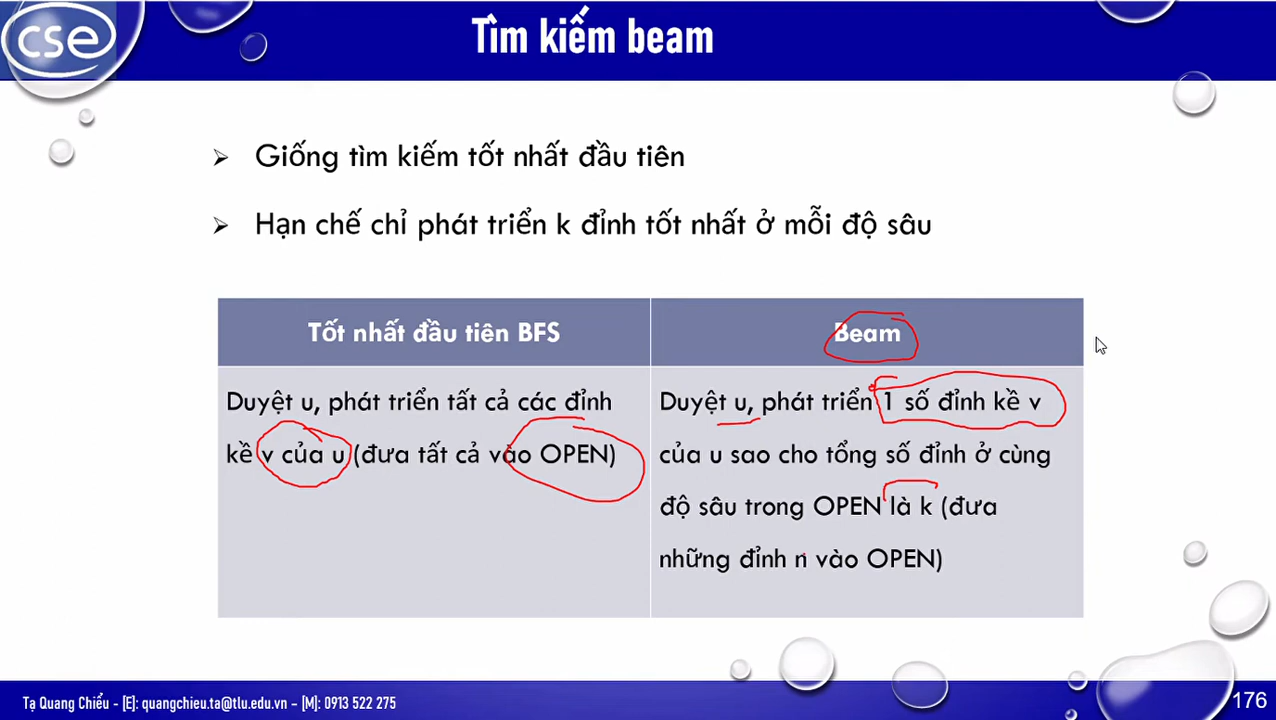 cse
Tìm kiếm beam
Giống tìm kiếm tốt nhất đầu tiên
Hạn chế chỉ phát triển k đỉnh tốt nhất ở mỗi độ sâu
Tốt nhất đầu tiên BFS
Beam
Duyệt u, phát triển tất cả các đỉnh
kề v của u (đưa tất cả vào OPEN)
Duyệt u, phát triển 1 số đỉnh kề v
của u sao cho tổng số đỉnh ở cùng
độ sâu trong OPEN là k (đưa
những đỉnh n vào OPEN)
Tạ Quang Chiểu - [E]: quangchieu.ta@tlu.edu.vn – [M]: 0913 522 275
176